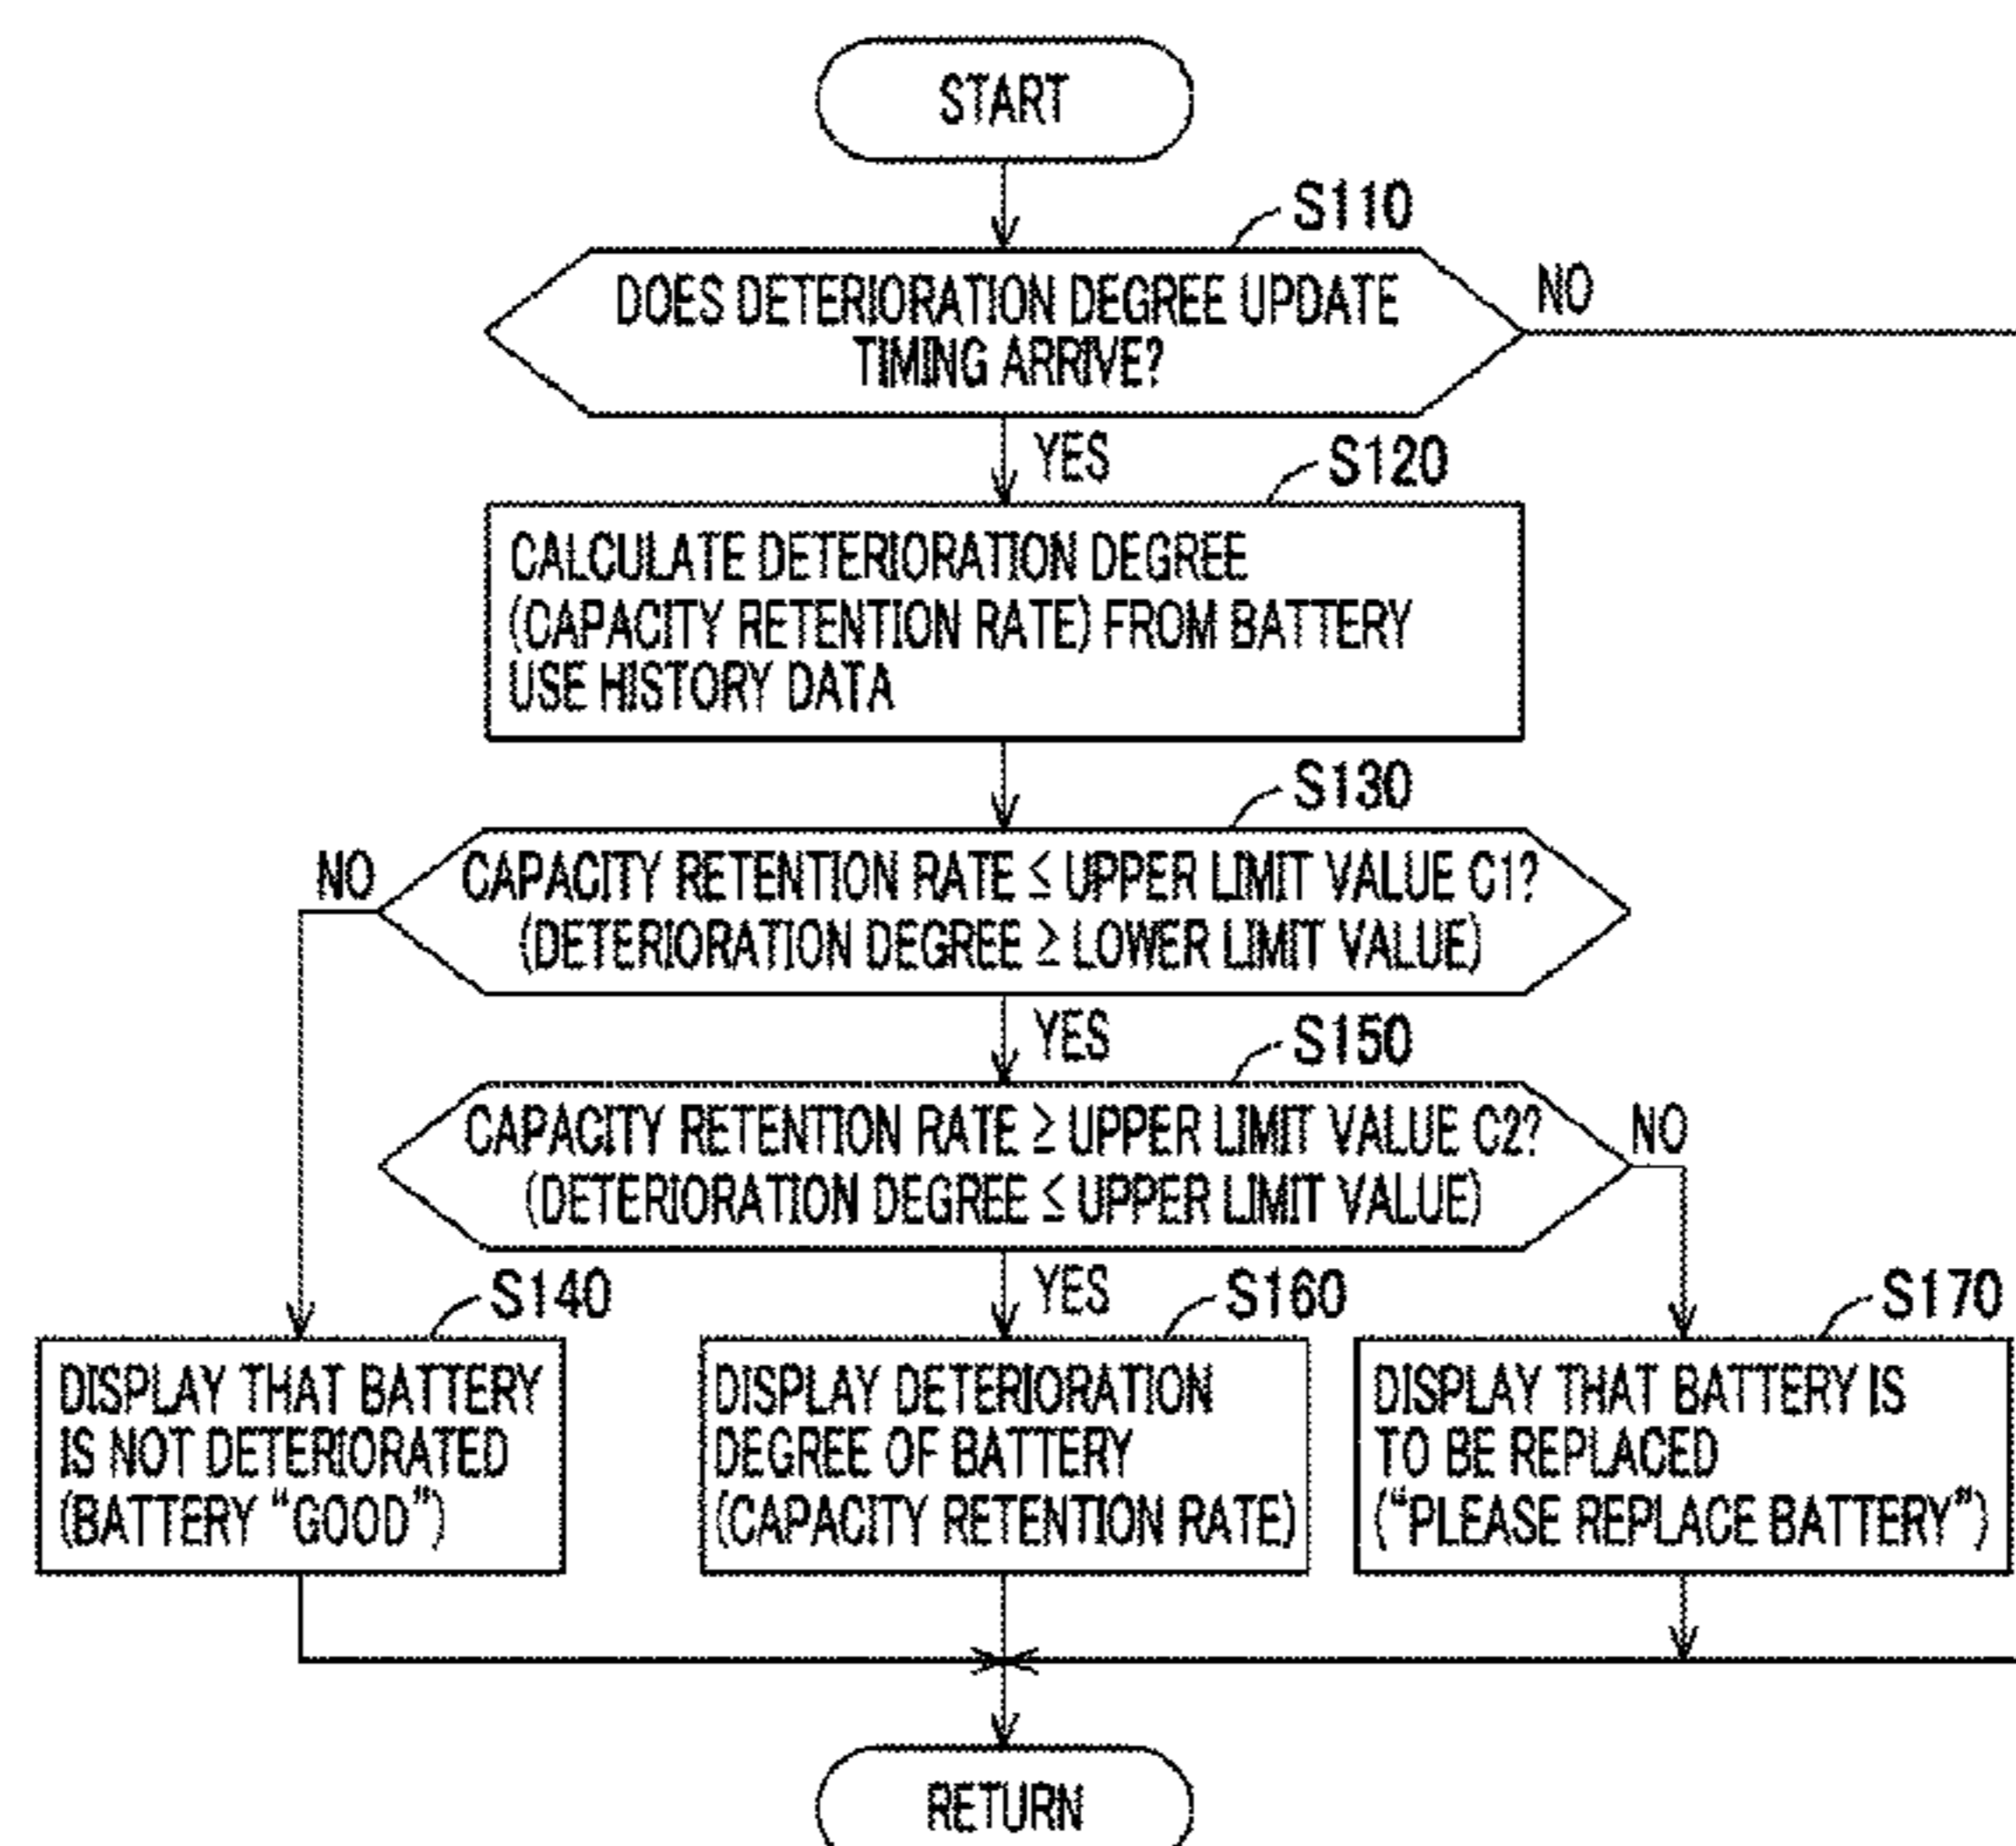 START
S110
DOES DETERIORATION DEGREE UPDATE
TIMING ARRIVE?
NO
YES
S120
CALCULATE DETERIORATION DEGREE
(CAPACITY RETENTION RATE) FROM BATTERY
USE HISTORY DATA
S130
NO
CAPACITY RETENTION RATE ≦ UPPER LIMIT VALUE C1?
(DETERIORATION DEGREE ≧ LOWER LIMIT VALUE)
YES
S150
CAPACITY RETENTION RATE ≧ UPPER LIMIT VALUE C2?
(DETERIORATION DEGREE ≦ UPPER LIMIT VALUE)
NO
YES
S140
DISPLAY THAT BATTERY
IS NOT DETERIORATED
(BATTERY “GOOD”)
S160
DISPLAY DETERIORATION
DEGREE OF BATTERY
(CAPACITY RETENTION RATE)
S170
DISPLAY THAT BATTERY IS
TO BE REPLACED
(“PLEASE REPLACE BATTERY”)
RETURN